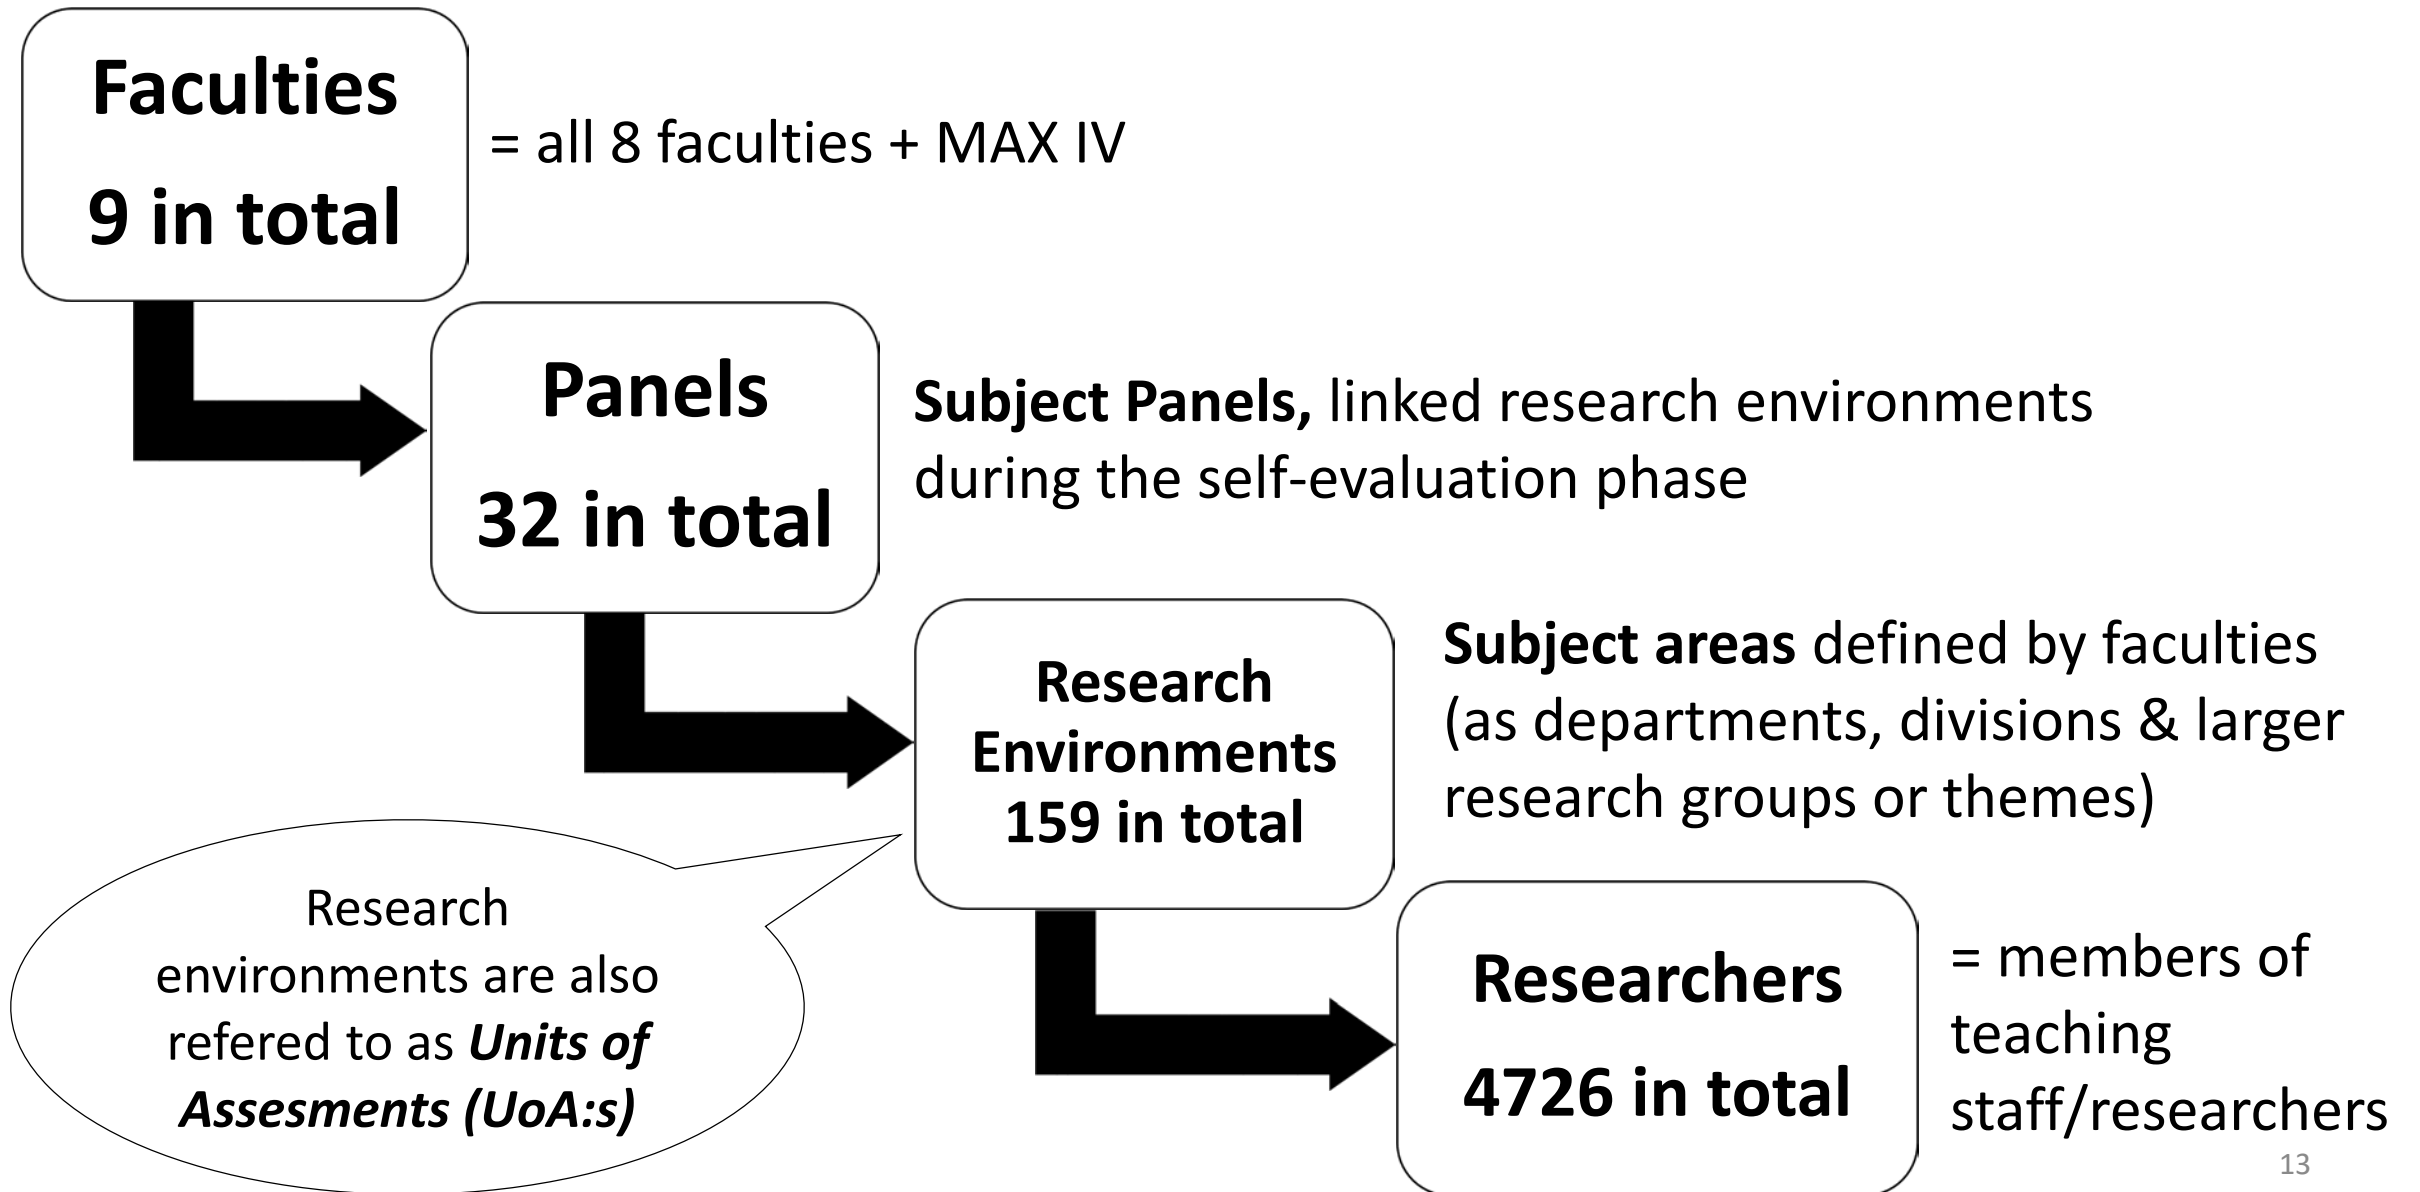 Faculties
9 in total
= all 8 faculties + MAX IV
Panels
32 in total
Subject Panels, linked research environments
during the self-evaluation phase
Research
Environments
159 in total
Subject areas defined by faculties
(as departments, divisions & larger
research groups or themes)
Research
environments are also
refered to as Units of
Assesments (UoA:s)
Researchers
4726 in total
= members of
teaching
staff/researchers
13